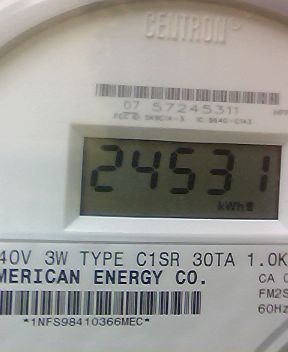 CENTRON®
07 57245311
24531
kWh
40V 3W TYPE C1SR 30TA 1.0K
MERICAN ENERGY CO.
CA
FM2S
60Hz
*1NFS98410366MEC*